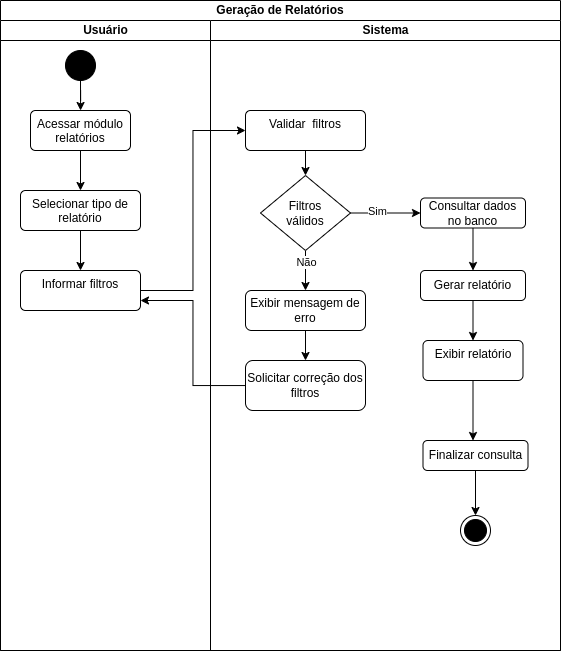 Geração de Relatórios
Usuário
Sistema
Acessar módulo
relatórios
Selecionar tipo de
relatório
Informar filtros
Validar filtros
Filtros
válidos
Sim
Não
Exibir mensagem de
erro
Solicitar correção dos
filtros
Consultar dados
no banco
Gerar relatório
Exibir relatório
Finalizar consulta